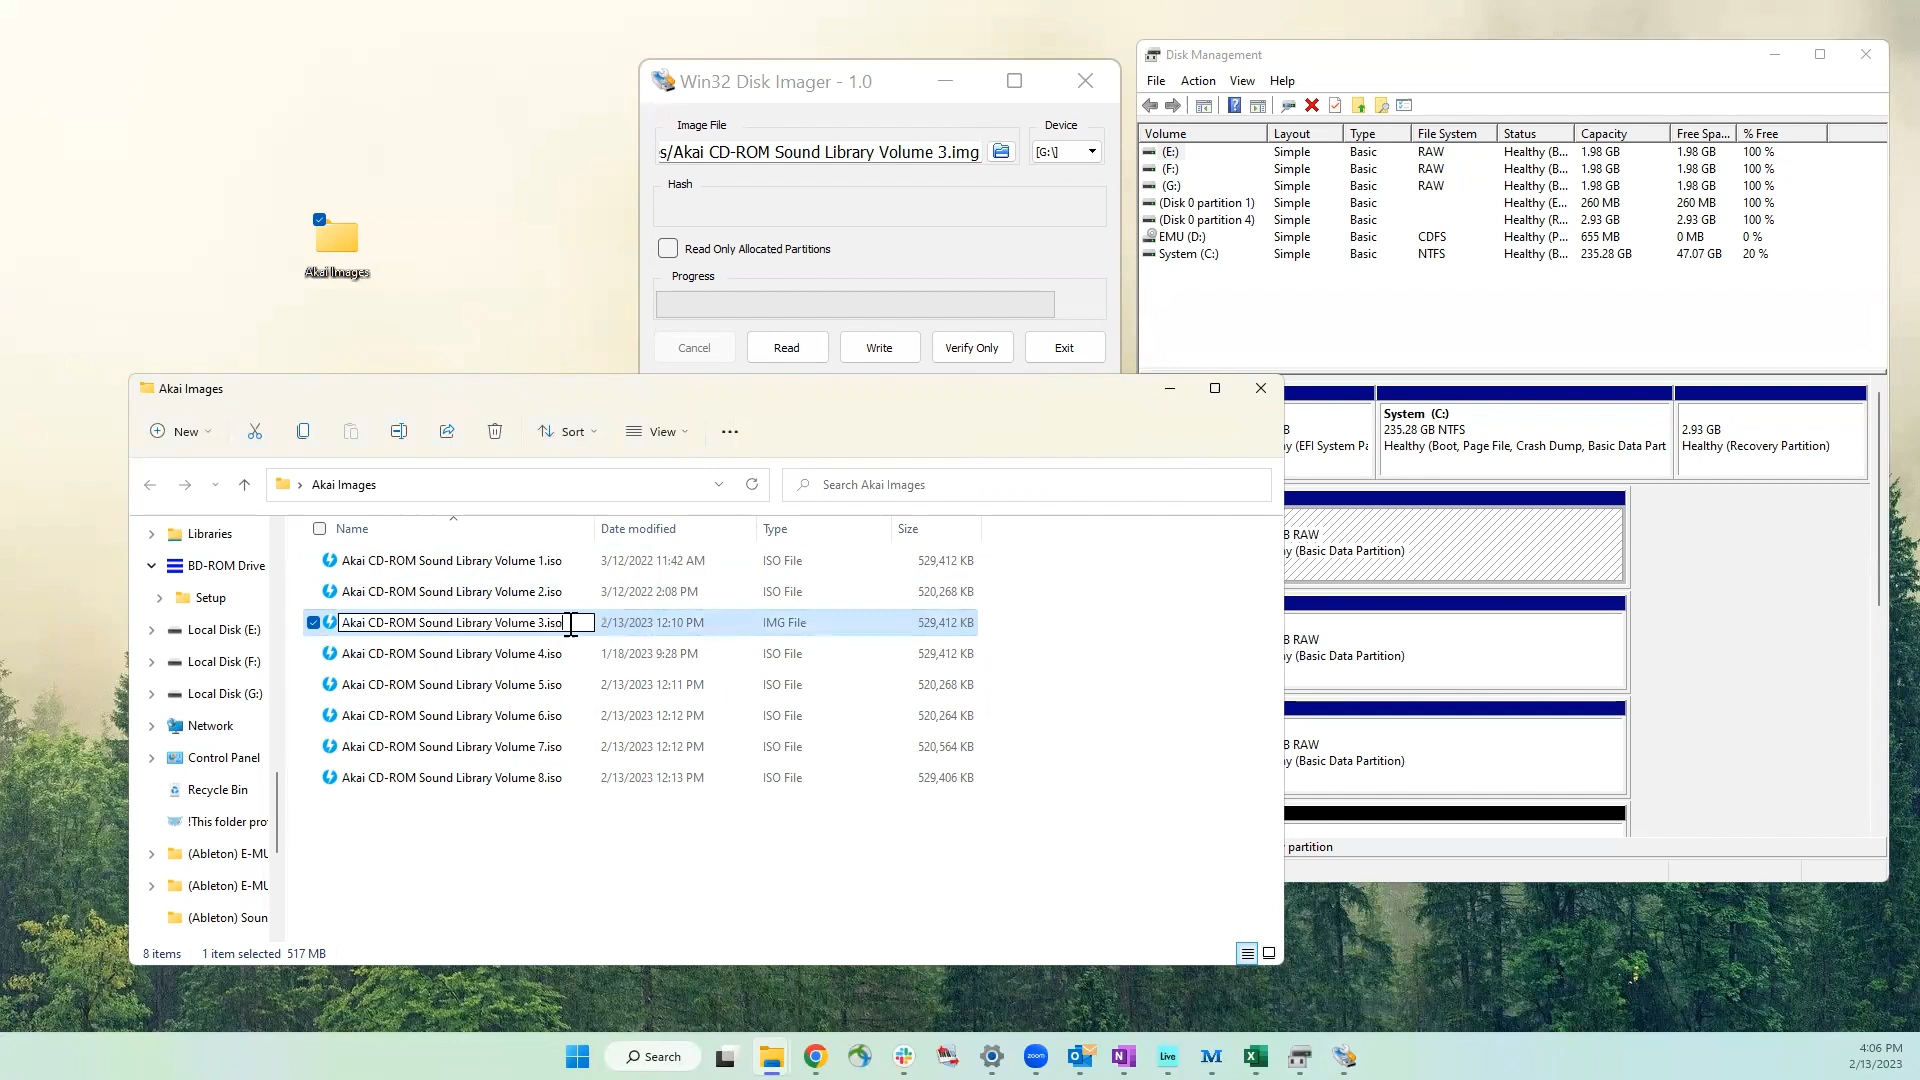 Akai Images
Win32 Disk Imager - 1.0
Image File
Device
s/Akai CD-ROM Sound Library Volume 3.img
[G:\]
Hash
Read Only Allocated Partitions
Progress
Cancel
Read
Write
Verify Only
Exit
Disk Management
File Action View Help
Volume Layout Type File System Status Capacity Free Spa... % Free
(E:) Simple Basic RAW Healthy (B... 1.98 GB 1.98 GB 100 %
(F:) Simple Basic RAW Healthy (B... 1.98 GB 1.98 GB 100 %
(G:) Simple Basic RAW Healthy (B... 1.98 GB 1.98 GB 100 %
(Disk 0 partition 1) Simple Basic Healthy (E... 260 MB 260 MB 100 %
(Disk 0 partition 4) Simple Basic Healthy (R... 2.93 GB 2.93 GB 100 %
EMU (D:) Simple Basic CDFS Healthy (P... 655 MB 0 MB 0 %
System (C:) Simple Basic NTFS Healthy (B... 235.28 GB 47.07 GB 20 %
System (C:)
B 235.28 GB NTFS 2.93 GB
y (EFI System Pa Healthy (Boot, Page File, Crash Dump, Basic Data Part Healthy (Recovery Partition)
B RAW
y (Basic Data Partition)
B RAW
y (Basic Data Partition)
B RAW
y (Basic Data Partition)
partition
Akai Images
New Sort View
Akai Images
Search Akai Images
Libraries
BD-ROM Drive
Setup
Local Disk (E:)
Local Disk (F:)
Local Disk (G:)
Network
Control Panel
Recycle Bin
!This folder pro
(Ableton) E-MU
(Ableton) E-MU
(Ableton) Soun
Name Date modified Type Size
Akai CD-ROM Sound Library Volume 1.iso 3/12/2022 11:42 AM ISO File 529,412 KB
Akai CD-ROM Sound Library Volume 2.iso 3/12/2022 2:08 PM ISO File 520,268 KB
Akai CD-ROM Sound Library Volume 3.iso 2/13/2023 12:10 PM IMG File 529,412 KB
Akai CD-ROM Sound Library Volume 4.iso 1/18/2023 9:28 PM ISO File 529,412 KB
Akai CD-ROM Sound Library Volume 5.iso 2/13/2023 12:11 PM ISO File 520,268 KB
Akai CD-ROM Sound Library Volume 6.iso 2/13/2023 12:12 PM ISO File 520,264 KB
Akai CD-ROM Sound Library Volume 7.iso 2/13/2023 12:12 PM ISO File 520,564 KB
Akai CD-ROM Sound Library Volume 8.iso 2/13/2023 12:13 PM ISO File 529,406 KB
8 items 1 item selected 517 MB
Search
zoom
Live
4:06 PM
2/13/2023